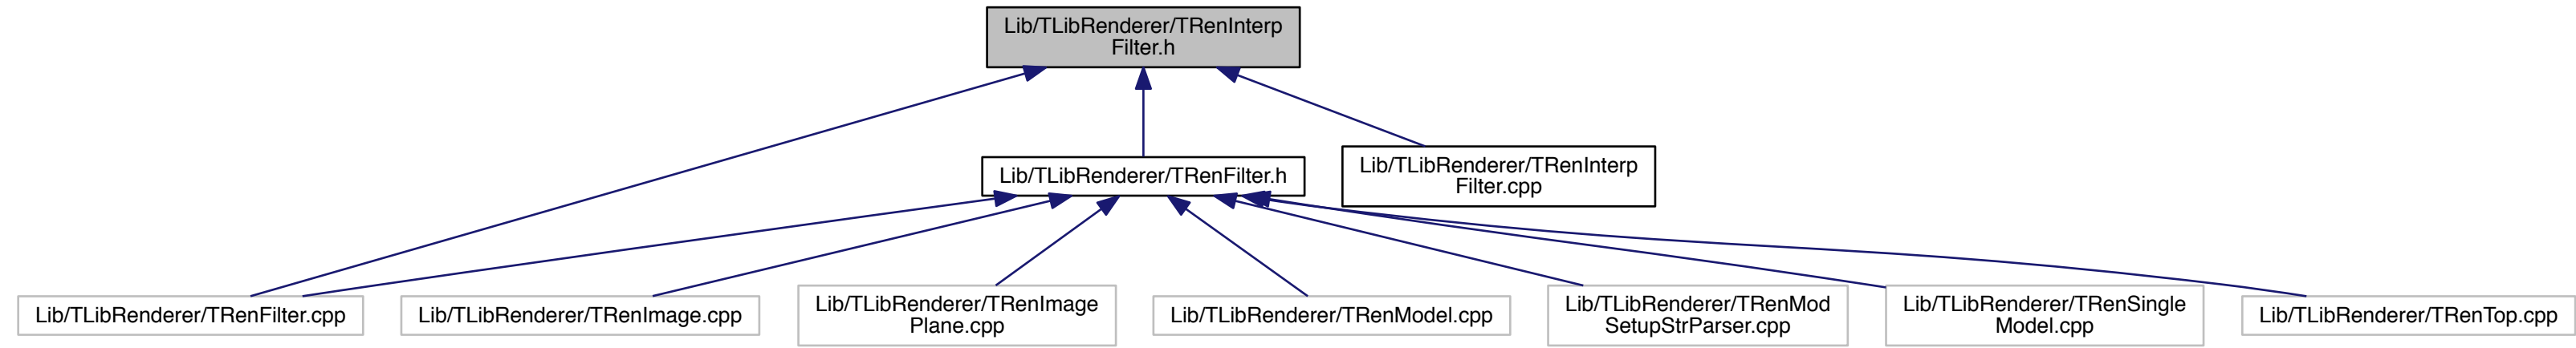 Lib/TLibRenderer/TRenInterp
Filter.h
Lib/TLibRenderer/TRenFilter.h
Lib/TLibRenderer/TRenInterp
Filter.cpp
Lib/TLibRenderer/TRenFilter.cpp
Lib/TLibRenderer/TRenImage.cpp
Lib/TLibRenderer/TRenImage
Plane.cpp
Lib/TLibRenderer/TRenModel.cpp
Lib/TLibRenderer/TRenMod
SetupStrParser.cpp
Lib/TLibRenderer/TRenSingle
Model.cpp
Lib/TLibRenderer/TRenTop.cpp